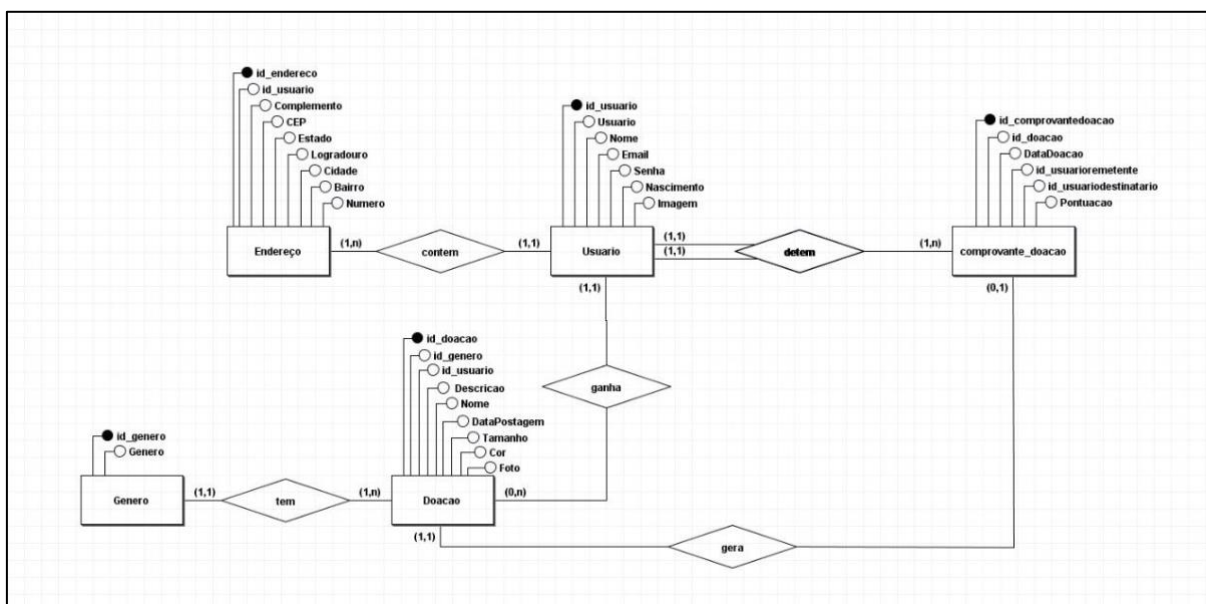 id_endereco
id_usuario
Complemento
CEP
Estado
Logradouro
Cidade
Bairro
Numero
Endereço
(1,n)
contem
(1,1)
id_usuário
Usuario
Nome
Email
Senha
Nascimento
Imagem
Usuario
(1,1)
(1,1)
(1,1)
detem
(1,n)
id_comprovantedoacao
id_doacao
DataDoacao
id_usuarioremetente
id_usuariodestinatario
Pontuacao
comprovante_doacao
(0,1)
ganha
id_genero
Genero
Genero
(1,1)
tem
(1,n)
id_doacao
id_genero
id_usuario
Descricao
Nome
DataPostagem
Tamanho
Cor
Foto
Doacao
(0,n)
(1,1)
gera